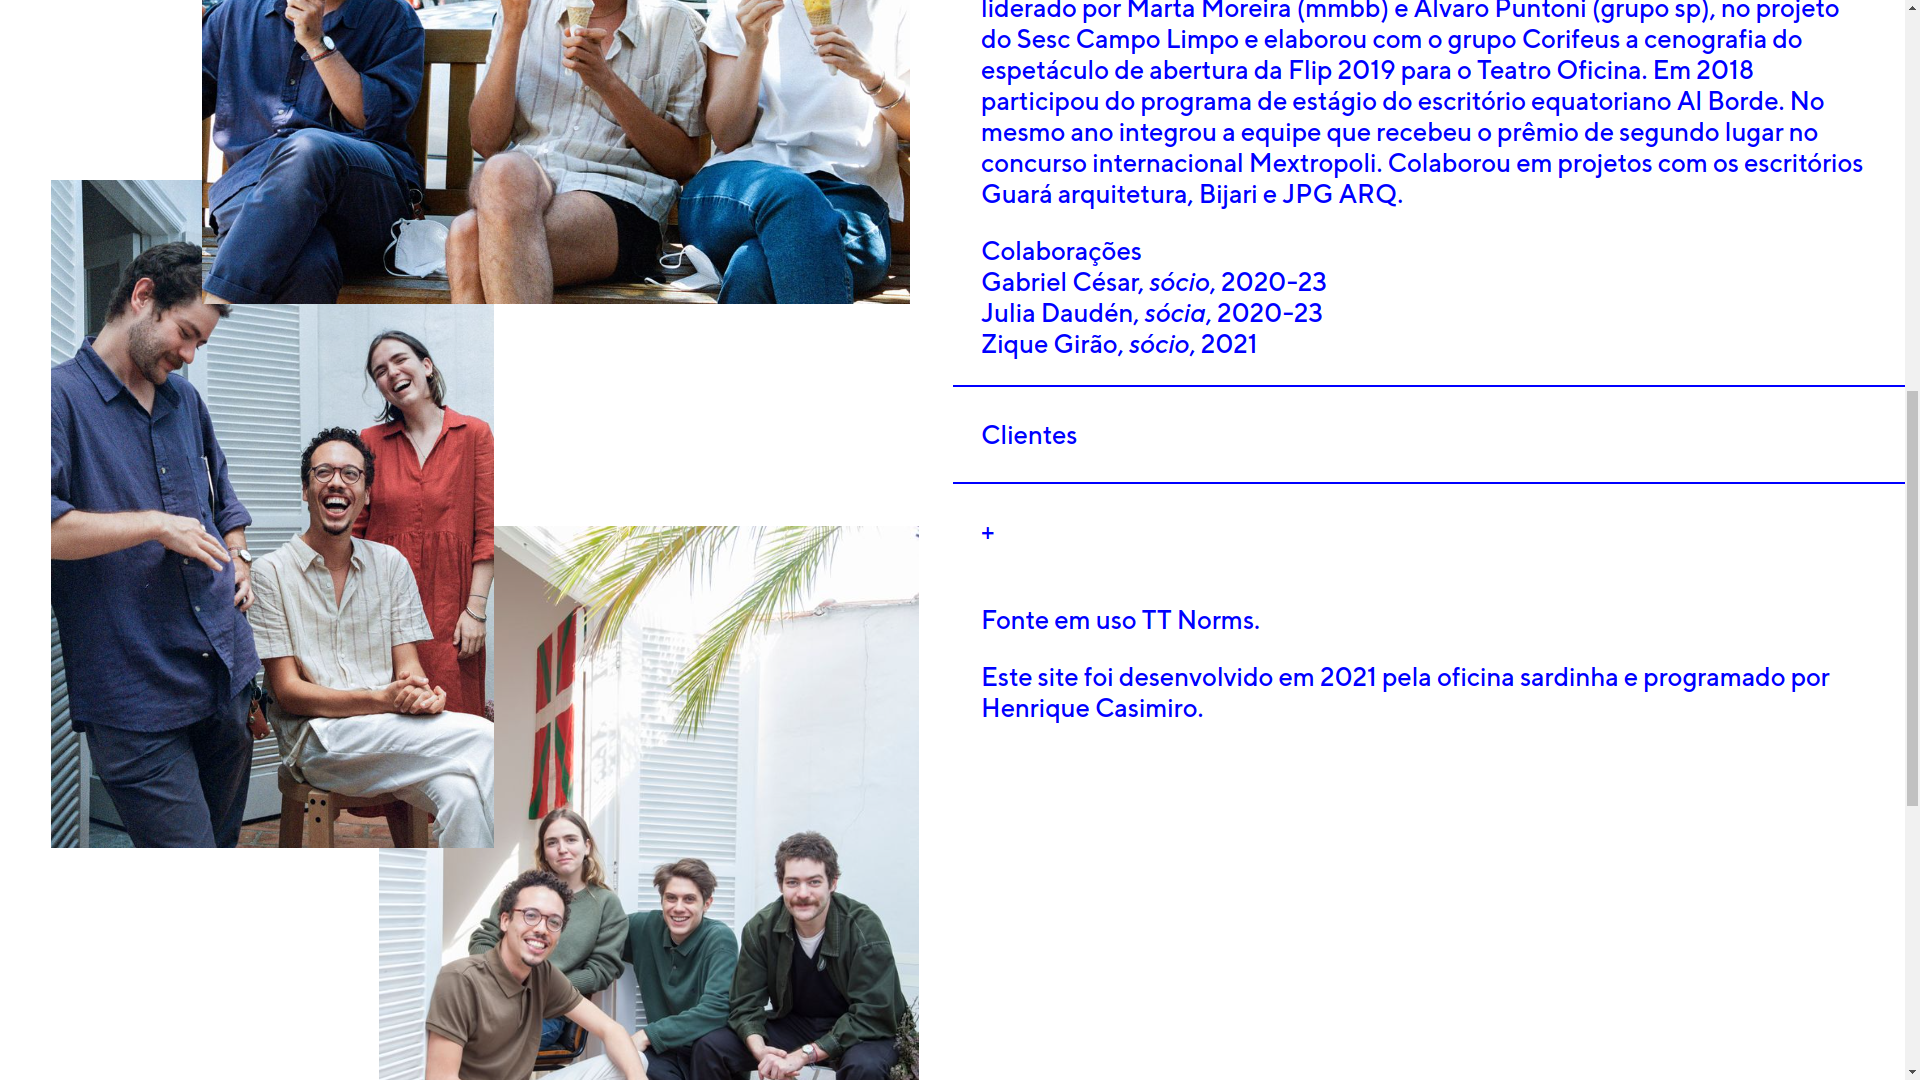 liderado por Marta Moreira (mmbb) e Alvaro Puntoni (grupo sp), no projeto
do Sesc Campo Limpo e elaborou com o grupo Corifeus a cenografia do
espetáculo de abertura da Flip 2019 para o Teatro Oficina. Em 2018
participou do programa de estágio do escritório equatoriano Al Borde. No
mesmo ano integrou a equipe que recebeu o prêmio de segundo lugar no
concurso internacional Mextropoli. Colaborou em projetos com os escritórios
Guará arquitetura, Bijari e JPG ARQ.
Colaborações
Gabriel César, sócio, 2020-23
Julia Daudén, sócia, 2020-23
Zique Girão, sócio, 2021
Clientes
+
Fonte em uso TT Norms.
Este site foi desenvolvido em 2021 pela oficina sardinha e programado por
Henrique Casimiro.